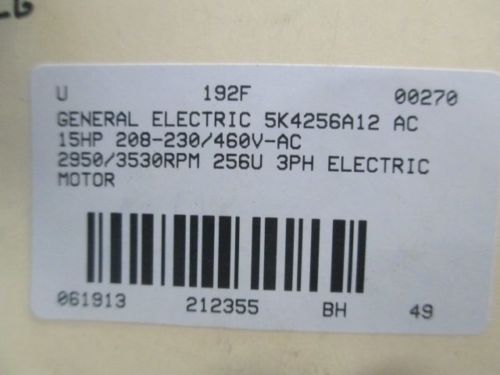 U 192F 00270
GENERAL ELECTRIC 5K4256A12 AC
15HP 208-230/460V-AC
2950/3530RPM 256U 3PH ELECTRIC
MOTOR
061913 212355 BH 49